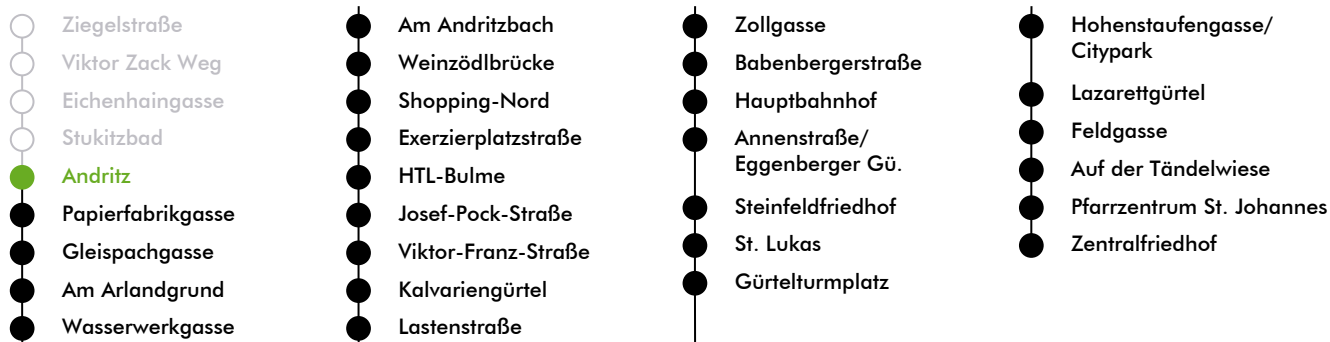 Ziegelstraße
Viktor Zack Weg
Eichenhaingasse
Stukitzbad
Andritz
Papierfabrikgasse
Gleispachgasse
Am Arlandgrund
Wasserwerkgasse
Am Andritzbach
Weinzödlbrücke
Shopping-Nord
Exerzierplatzstraße
HTL-Bulme
Josef-Pock-Straße
Viktor-Franz-Straße
Kalvariengürtel
Lastenstraße
Zollgasse
Babenbergerstraße
Hauptbahnhof
Annenstraße/
Eggenberger Gü.
Steinfeldfriedhof
St. Lukas
Gürtelturmplatz
Hohenstaufengasse/
Citypark
Lazarettgürtel
Feldgasse
Auf der Tändelwiese
Pfarrzentrum St. Johannes
Zentralfriedhof